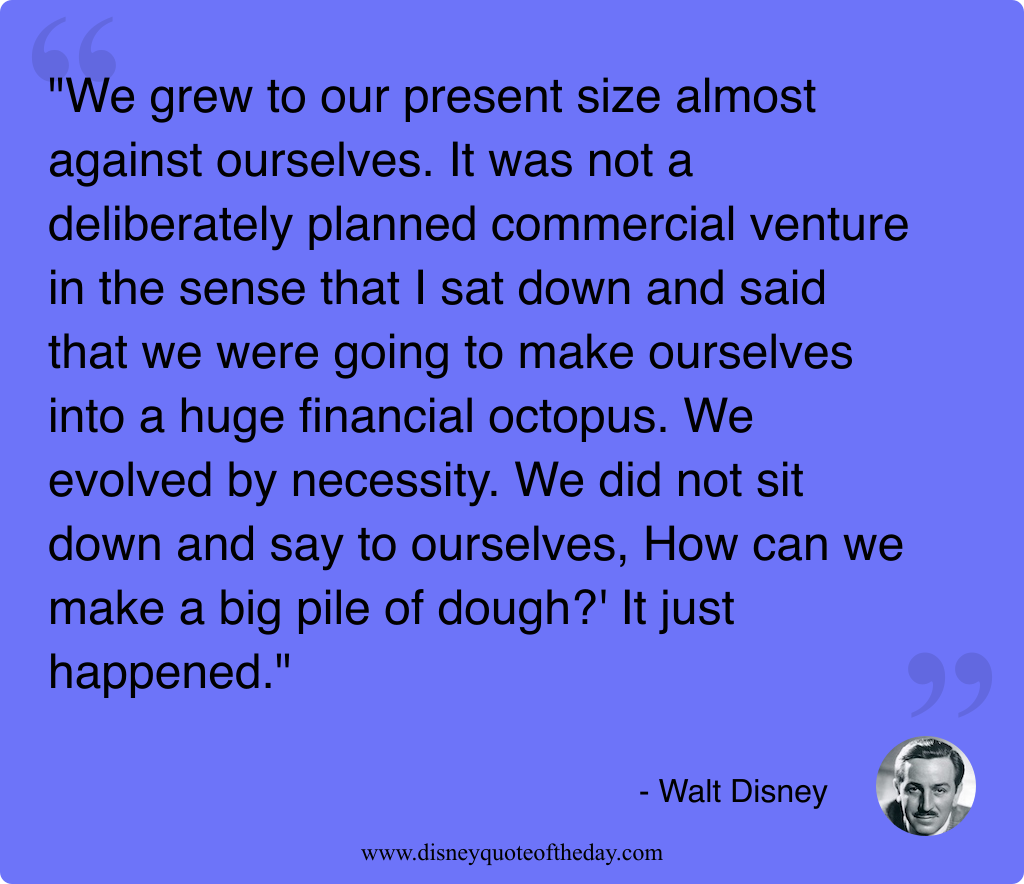 "We grew to our present size almost
against ourselves. It was not a
deliberately planned commercial venture
in the sense that I sat down and said
that we were going to make ourselves
into a huge financial octopus. We
evolved by necessity. We did not sit
down and say to ourselves, How can we
make a big pile of dough?' It just
happened."
- Walt Disney
www.disneyquoteoftheday.com